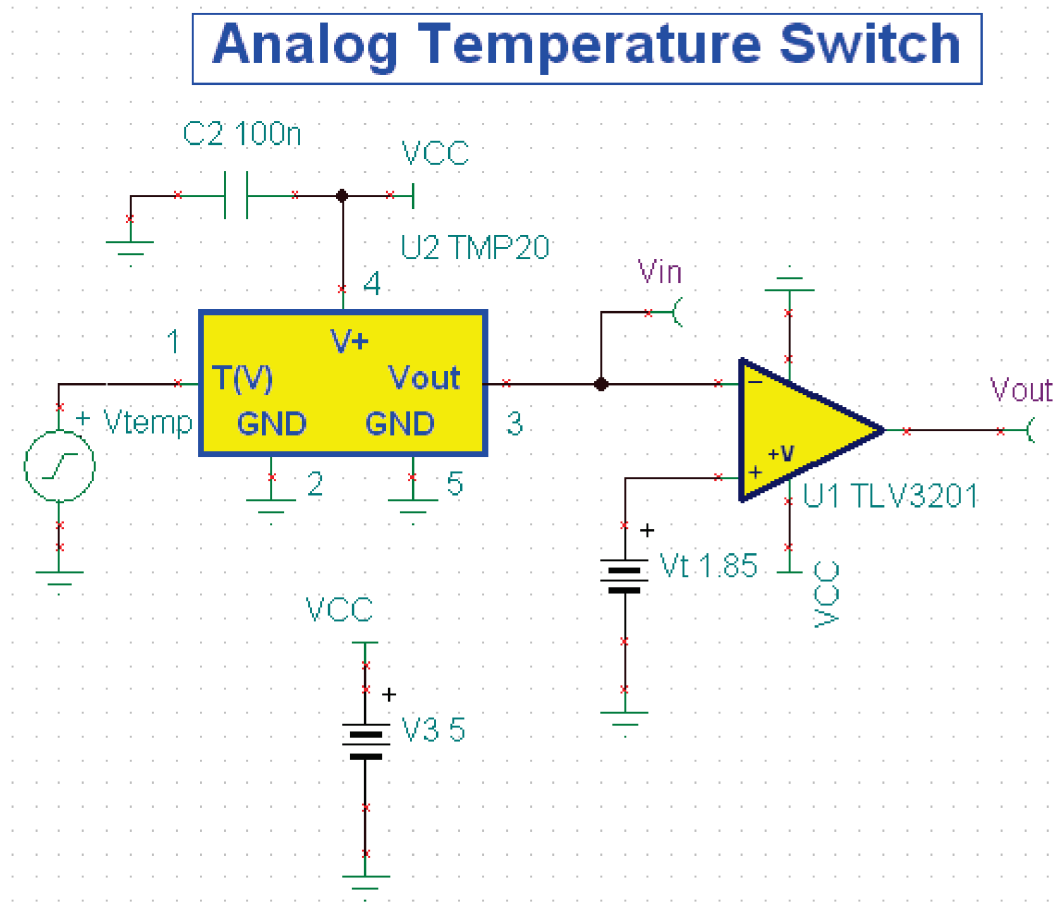 Analog Temperature Switch
C2 100n
VCC
U2 TMP20
4
Vin
1
V+
T(V)
Vout
Vout
+ Vtemp
GND
GND
3
-
+V
+
2
5
U1 TLV3201
+
Vt 1.85
VCC
VCC
+
V3 5